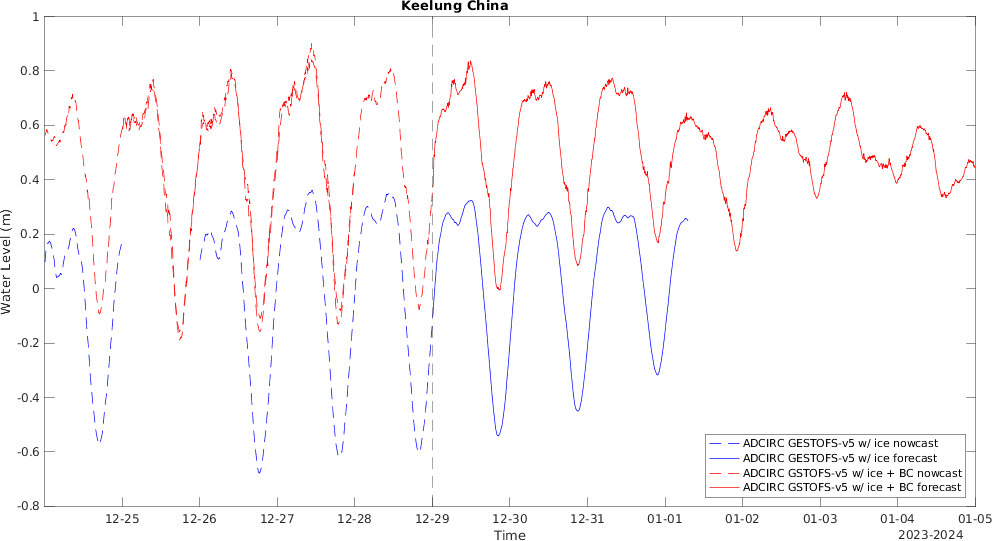 Keelung China
1
0.8
0.6
0.4
0.2
0
-0.2
-0.4
-0.6
-0.8
Water Level (m)
ADCIRC GESTOFS-v5 w/ ice nowcast
ADCIRC GESTOFS-v5 w/ ice forecast
ADCIRC GSTOFS-v5 w/ ice + BC nowcast
ADCIRC GSTOFS-v5 w/ ice + BC forecast
12-25 12-26 12-27 12-28 12-29 12-30 12-31 01-01 01-02 01-03 01-04 01-05
Time
2023-2024